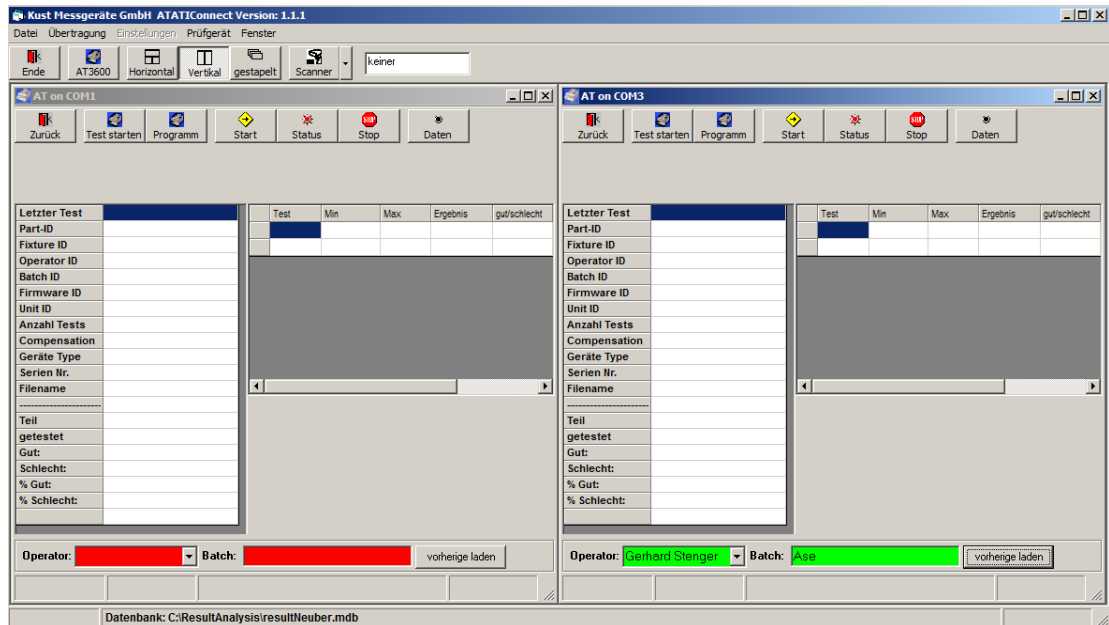 Kust Messgeräte GmbH ATATIConnect Version: 1.1.1
Datei Übertragung Einstellungen Prüfgerät Fenster
Ende AT3600 Horizontal Vertikal gestapelt Scanner keiner
AT on COM1
Zurück Test starten Programm Start Status Stop Daten
Letzter Test
Part-ID
Fixture ID
Operator ID
Batch ID
Firmware ID
Unit ID
Anzahl Tests
Compensation
Geräte Type
Serien Nr.
Filename
-----------------------
Teil
getestet
Gut:
Schlecht:
% Gut:
% Schlecht:
Test Min Max Ergebnis gut/schlecht
Operator: Batch: vorherige laden
AT on COM3
Zurück Test starten Programm Start Status Stop Daten
Letzter Test
Part-ID
Fixture ID
Operator ID
Batch ID
Firmware ID
Unit ID
Anzahl Tests
Compensation
Geräte Type
Serien Nr.
Filename
-----------------------
Teil
getestet
Gut:
Schlecht:
% Gut:
% Schlecht:
Test Min Max Ergebnis gut/schlecht
Operator: Gerhard Stenger Batch: Ase vorherige laden
Datenbank: C:\ResultAnalysis\resultNeuber.mdb